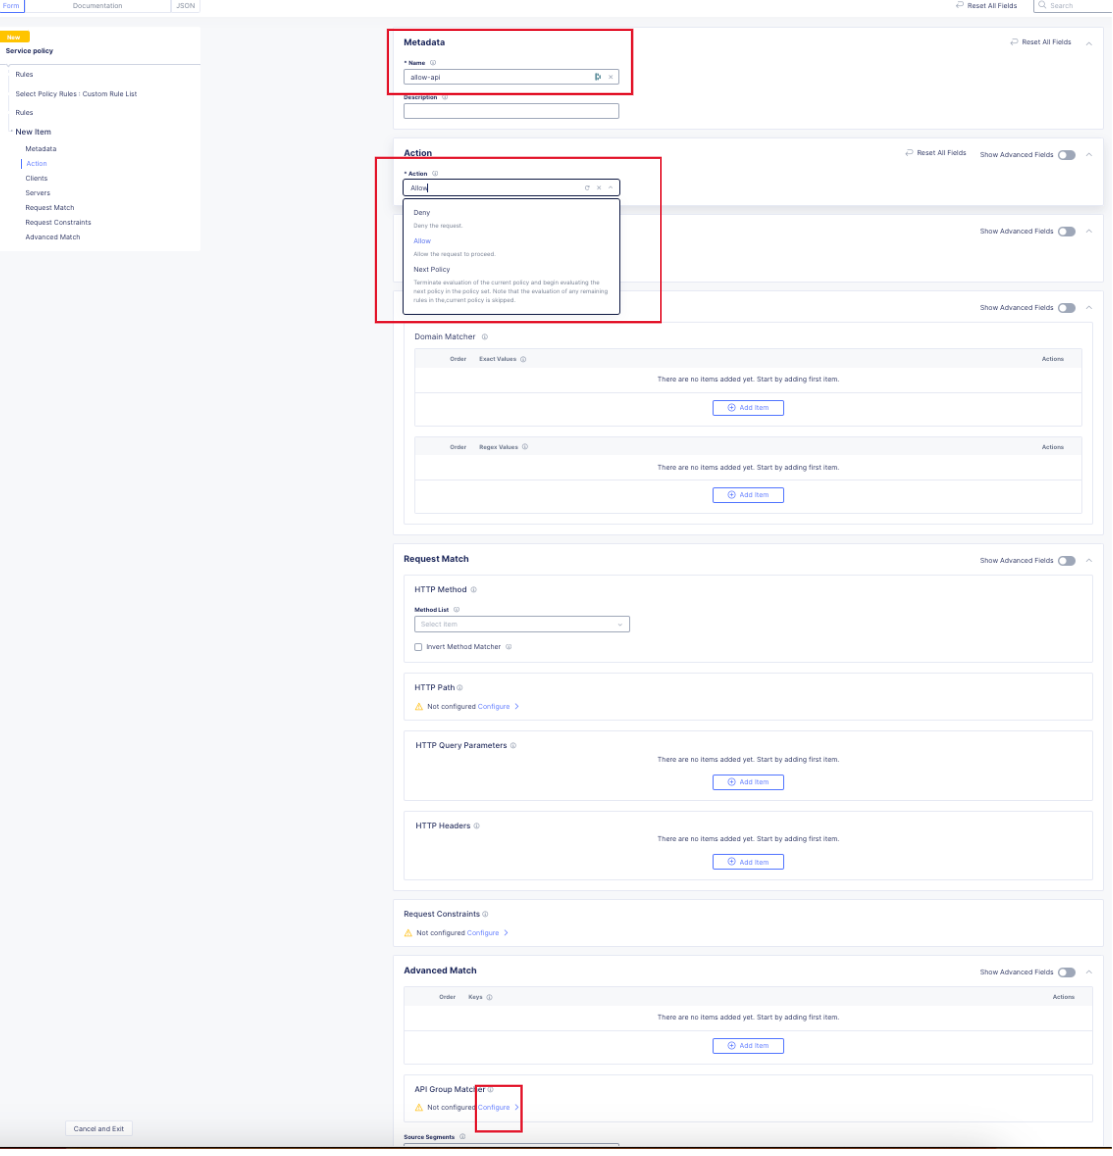 Form
Documentation
JSON
Reset All Fields
Search
New
Service policy
Rules
Select Policy Rules : Custom Rule List
Rules
New Item
Metadata
Action
Clients
Servers
Request Match
Request Constraints
Advanced Match
Cancel and Exit
Metadata
Reset All Fields
* Name
allow-api
Description
Action
Reset All Fields
Show Advanced Fields
* Action
Allow
Deny
Deny the request.
Allow
Allow the request to proceed.
Next Policy
Terminate evaluation of the current policy and begin evaluating the
next policy in the policy set. Note that the evaluation of any remaining
rules in the current policy is skipped.
Show Advanced Fields
Show Advanced Fields
Domain Matcher
Order Exact Values Actions
There are no items added yet. Start by adding first item.
Add Item
Order Regex Values Actions
There are no items added yet. Start by adding first item.
Add Item
Request Match
Show Advanced Fields
HTTP Method
Method List
Select Item
Invert Method Matcher
HTTP Path
Not configured Configure
HTTP Query Parameters
There are no items added yet. Start by adding first item.
Add Item
HTTP Headers
There are no items added yet. Start by adding first item.
Add Item
Request Constraints
Not configured Configure
Advanced Match
Show Advanced Fields
Order Keys Actions
There are no items added yet. Start by adding first item.
Add Item
API Group Matcher
Not configured Configure
Source Segments